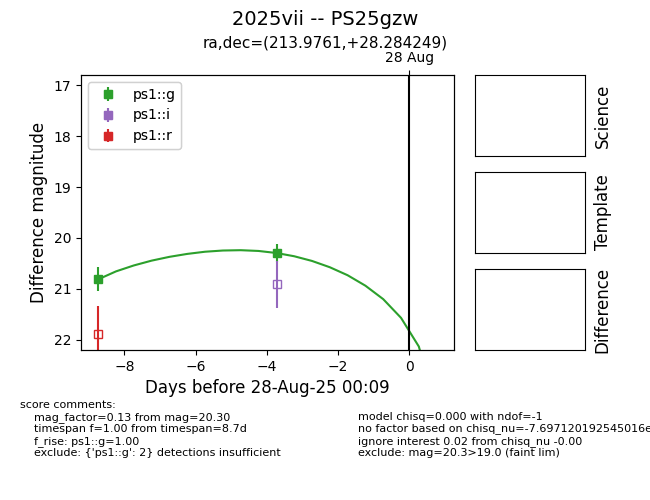 2025vii -- PS25gzw
ra,dec=(213.9761,+28.284249)
28 Aug
ps1::g
ps1::i
ps1::r
17
18
19
20
21
22
Difference magnitude
−8
−6
−4
−2
0
Days before 28-Aug-25 00:09
Science
Template
Difference
score comments:
mag_factor=0.13 from mag=20.30
timespan f=1.00 from timespan=8.7d
f_rise: ps1::g=1.00
exclude: {'ps1::g': 2} detections insufficient
model chisq=0.000 with ndof=-1
no factor based on chisq_nu=-7.697120192545016e
ignore interest 0.02 from chisq_nu -0.00
exclude: mag=20.3>19.0 (faint lim)